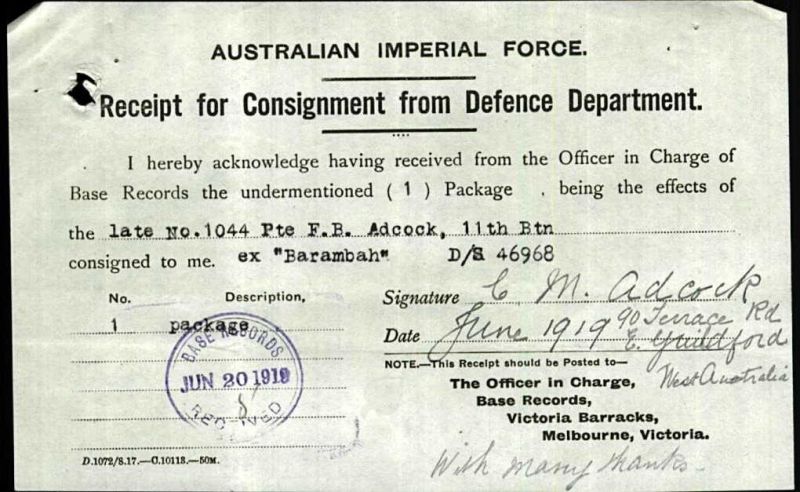 AUSTRALIAN IMPERIAL FORCE.
Receipt for Consignment from Defence Department.
I hereby acknowledge having received from the Officer in Charge of
Base Records the undermentioned ( 1 ) Package , being the effects of
the late No.1044 Pte F.B. Adcock, 11th Btn
consigned to me. ex "Barambah" D/S 46968
No. Description,
1 package
Signature C M. Adcock
Date June 1919 90 Terrace Rd
E. Guildford
West Australia
BASE RECORDS
JUN 20 1919
RECEIVED
NOTE.—This Receipt should be Posted to—
The Officer in Charge,
Base Records,
Victoria Barracks,
Melbourne, Victoria.
D.1072/8.17.—C.10113.—50M.
With many thanks